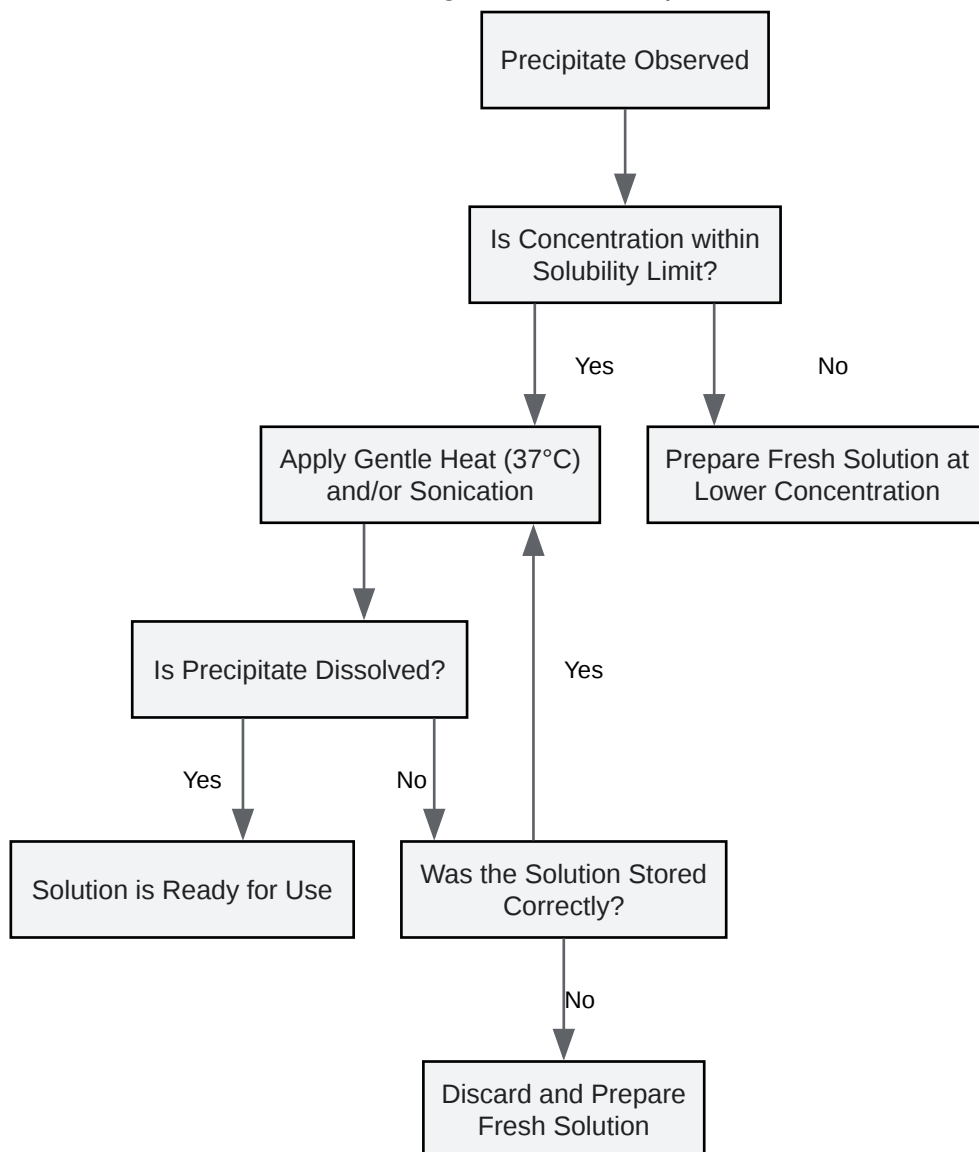 Precipitate Observed
Is Concentration within
Solubility Limit?
Yes
No
Apply Gentle Heat (37°C)
and/or Sonication
Prepare Fresh Solution at
Lower Concentration
Is Precipitate Dissolved?
Yes
Yes
No
Solution is Ready for Use
Was the Solution Stored
Correctly?
No
Discard and Prepare
Fresh Solution